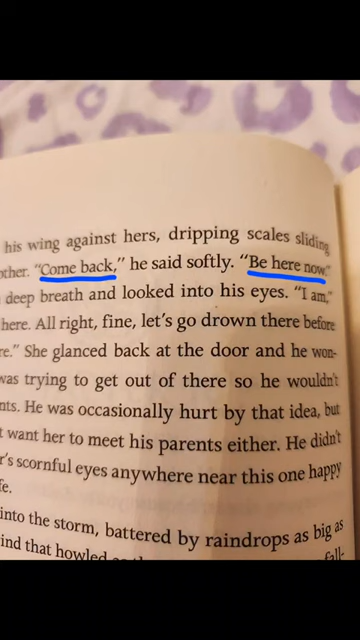 his wing against hers, dripping scales sliding
other. "Come back," he said softly. "Be here now."
deep breath and looked into his eyes. "I am,"
here. All right, fine, let's go drown there before
re." She glanced back at the door and he won-
was trying to get out of there so he wouldn't
nts. He was occasionally hurt by that idea, but
t want her to meet his parents either. He didn't
r's scornful eyes anywhere near this one happy
fe.
into the storm, battered by raindrops as big as
ind that howled
fall-